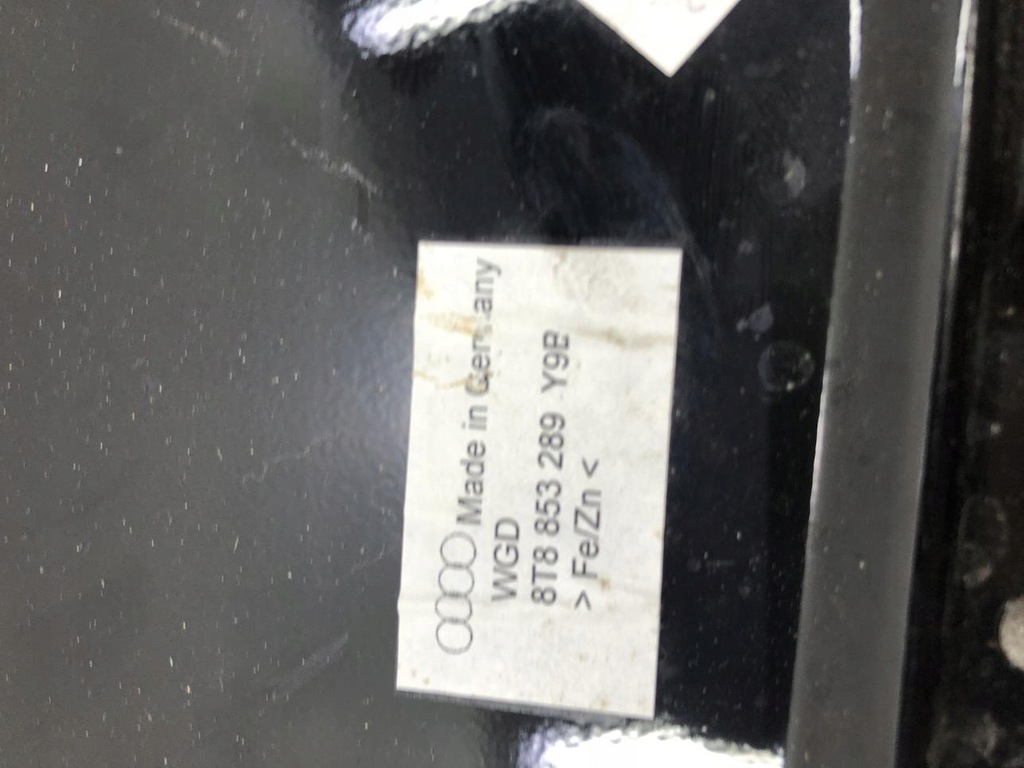 Made in Germany
WGD
8T8 853 289 Y9B
> Fe/Zn <